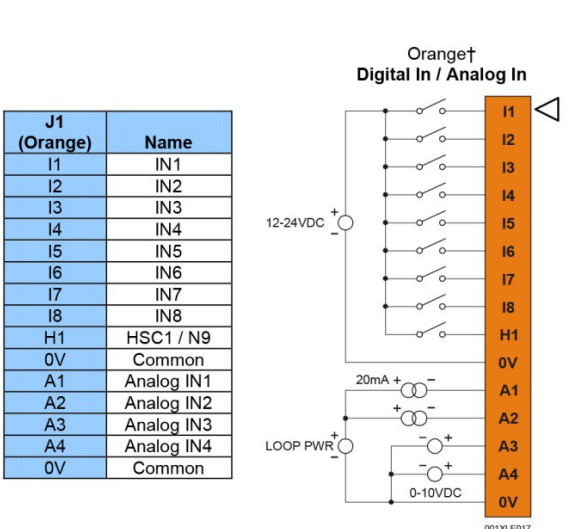 J1
(Orange) Name
I1 IN1
I2 IN2
I3 IN3
I4 IN4
I5 IN5
I6 IN6
I7 IN7
I8 IN8
H1 HSC1 / N9
0V Common
A1 Analog IN1
A2 Analog IN2
A3 Analog IN3
A4 Analog IN4
0V Common
Orange†
Digital In / Analog In
I1
I2
I3
I4
12-24VDC + - I5
I6
I7
I8
H1
0V
20mA + - A1
+ - A2
LOOP PWR + - - + A3
- + A4
0-10VDC
0V
001XLE017